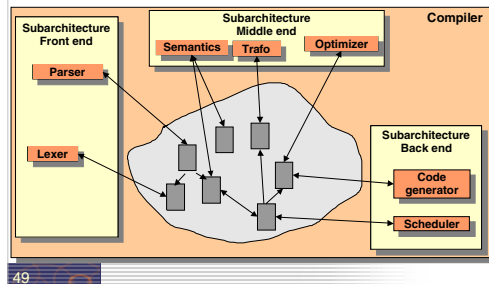 Compiler
Subarchitecture
Front end
Parser
Lexer
Subarchitecture
Middle end
Semantics
Trafo
Optimizer
Subarchitecture
Back end
Code
generator
Scheduler
49